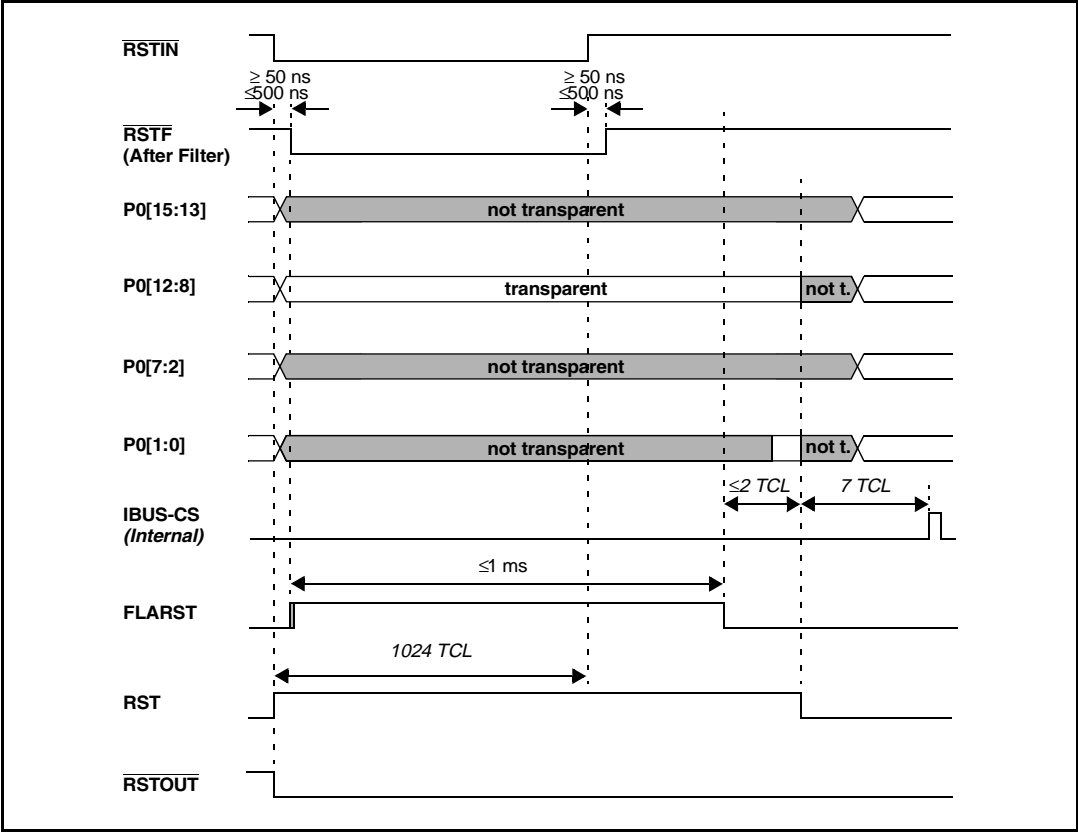 RSTIN
≥ 50 ns
≤500 ns
≥ 50 ns
≤500 ns
RSTF
(After Filter)
P0[15:13]
not transparent
P0[12:8]
transparent
not t.
P0[7:2]
not transparent
P0[1:0]
not transparent
not t.
≤2 TCL
7 TCL
IBUS-CS
(Internal)
≤1 ms
FLARST
1024 TCL
RST
RSTOUT